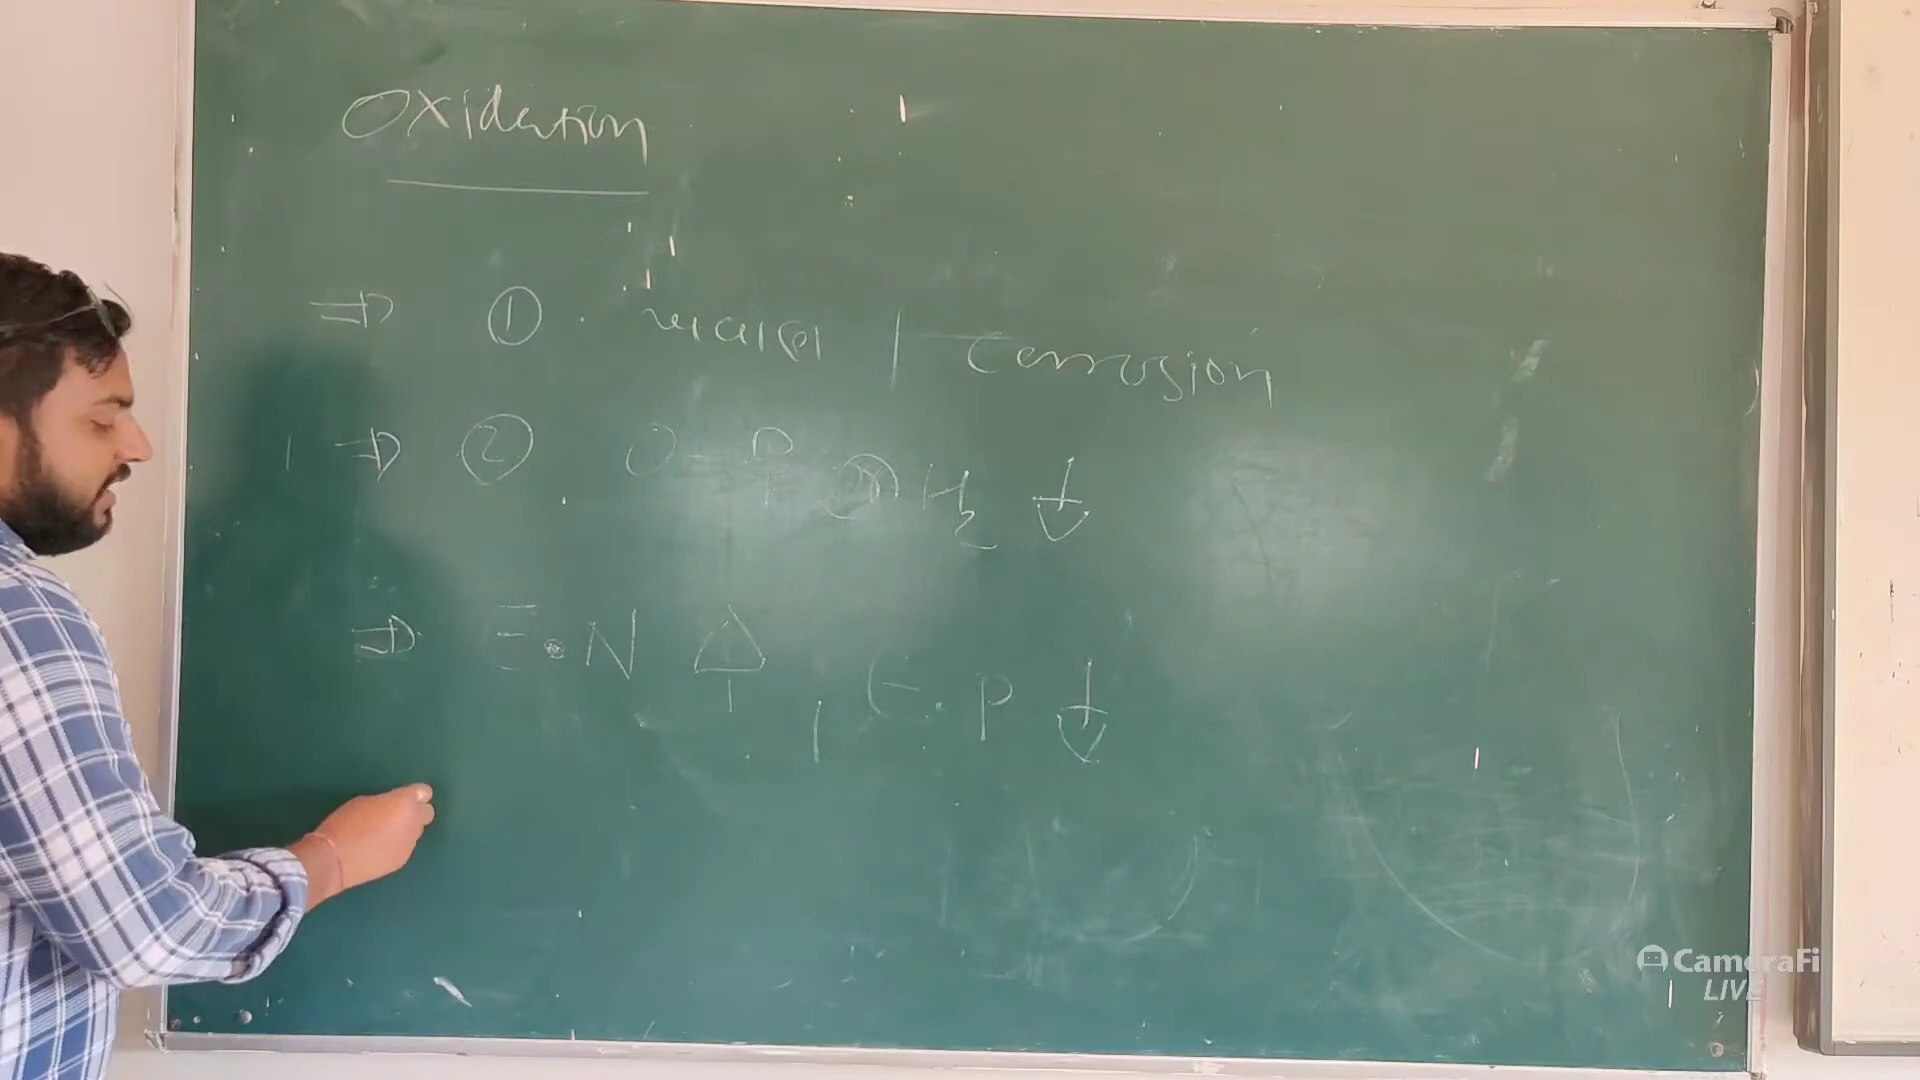 Oxidation
⇒ ① | Corrosion
⇒ ② O H₂ ↓
⇒ E.N ↑, E.P ↓
CameraFi
LIVE